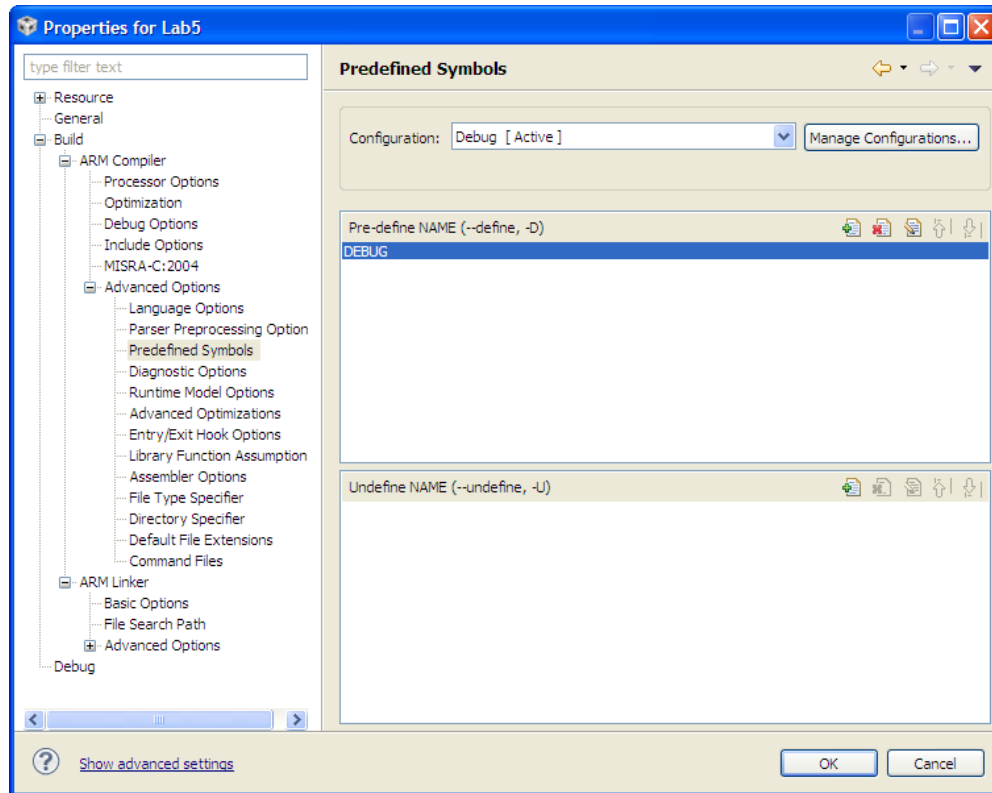 Properties for Lab5
type filter text
Resource
General
Build
ARM Compiler
Processor Options
Optimization
Debug Options
Include Options
MISRA-C:2004
Advanced Options
Language Options
Parser Preprocessing Option
Predefined Symbols
Diagnostic Options
Runtime Model Options
Advanced Optimizations
Entry/Exit Hook Options
Library Function Assumption
Assembler Options
File Type Specifier
Directory Specifier
Default File Extensions
Command Files
ARM Linker
Basic Options
File Search Path
Advanced Options
Debug
Predefined Symbols
Configuration: Debug [ Active ] Manage Configurations...
Pre-define NAME (--define, -D)
DEBUG
Undefine NAME (--undefine, -U)
Show advanced settings
OK Cancel